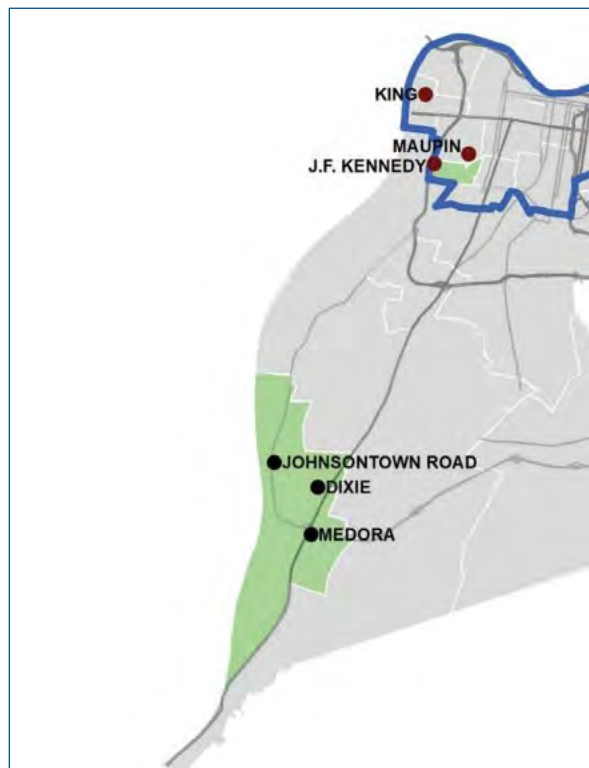 KING
MAUPIN
J.F. KENNEDY
JOHNSONTOWN ROAD
DIXIE
MEDORA